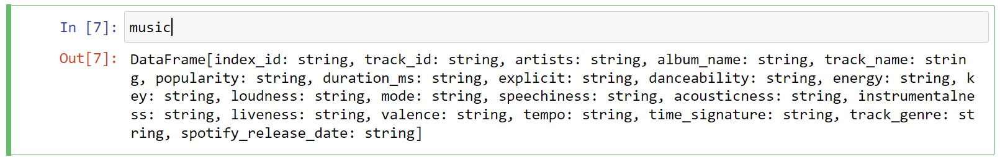 In [7]: music
Out[7]: DataFrame[index_id: string, track_id: string, artists: string, album_name: string, track_name: strin
g, popularity: string, duration_ms: string, explicit: string, danceability: string, energy: string, k
ey: string, loudness: string, mode: string, speechiness: string, acousticness: string, instrumentalne
ss: string, liveness: string, valence: string, tempo: string, time_signature: string, track_genre: st
ring, spotify_release_date: string]